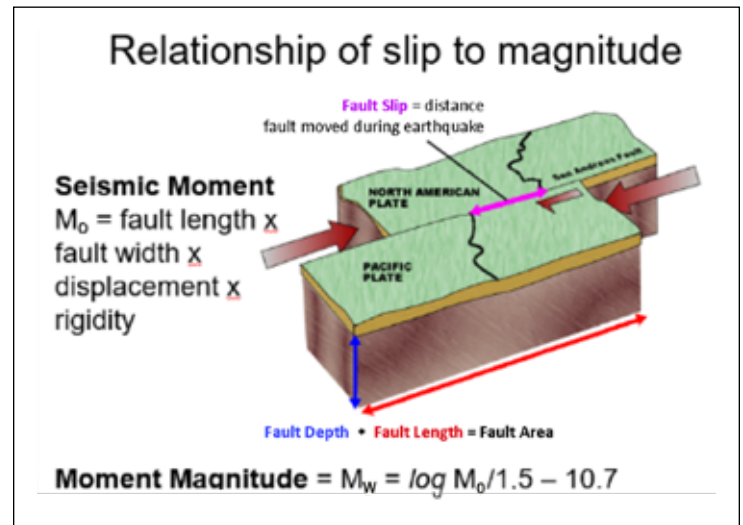 Relationship of slip to magnitude
Fault Slip = distance
fault moved during earthquake
San Andreas Fault
NORTH AMERICAN
PLATE
Seismic Moment
M₀ = fault length x
fault width x
displacement x
rigidity
PACIFIC
PLATE
Fault Depth • Fault Length = Fault Area
Moment Magnitude = Mw = log M₀/1.5 – 10.7